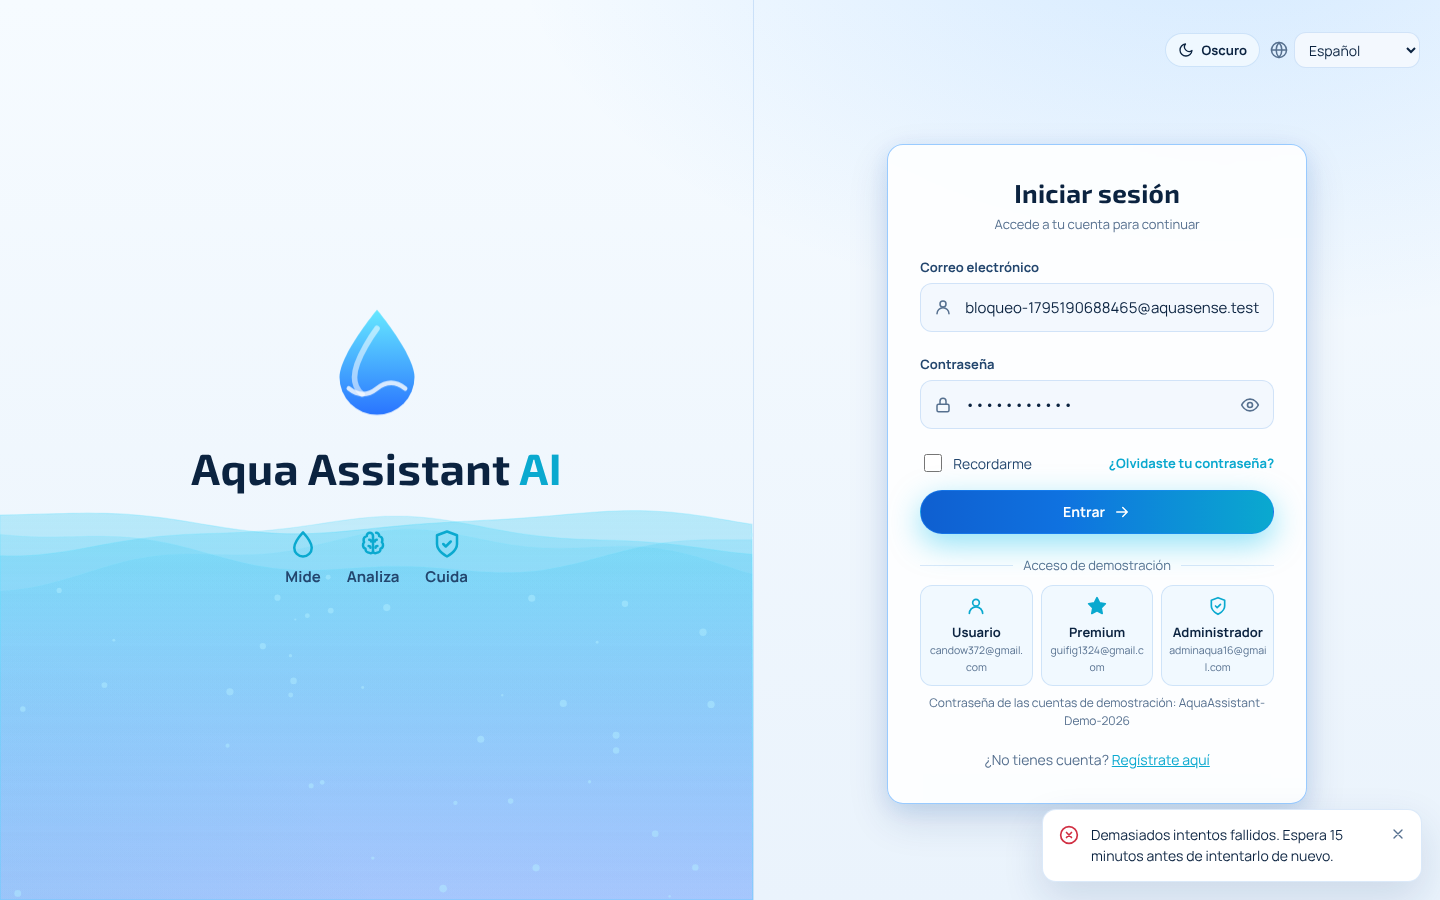 Oscuro
Español
Aqua Assistant AI
Mide
Analiza
Cuida
Iniciar sesión
Accede a tu cuenta para continuar
Correo electrónico
bloqueo-1795190688465@aquasense.test
Contraseña
•••••••••••
Recordarme
¿Olvidaste tu contraseña?
Entrar
Acceso de demostración
Usuario
candow372@gmail.
com
Premium
guifig1324@gmail.c
om
Administrador
adminaqua16@gmai
l.com
Contraseña de las cuentas de demostración: AquaAssistant-
Demo-2026
¿No tienes cuenta? Regístrate aquí
Demasiados intentos fallidos. Espera 15
minutos antes de intentarlo de nuevo.